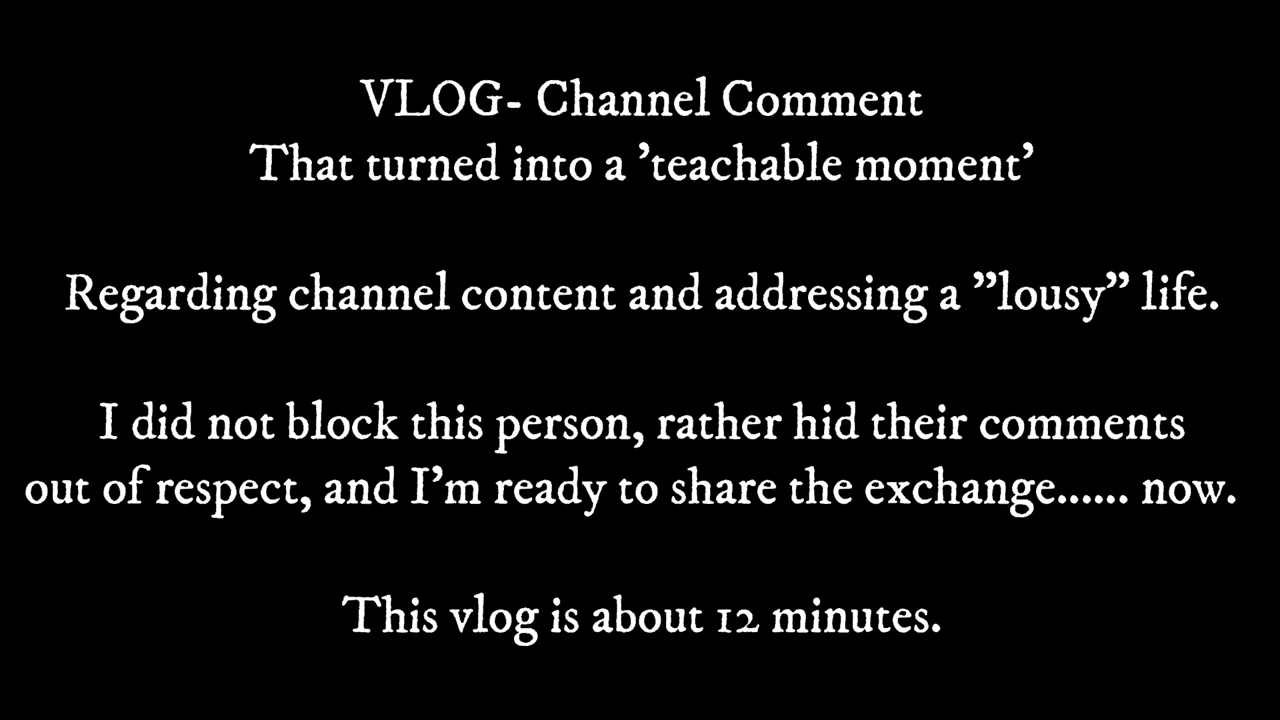 VLOG- Channel Comment
That turned into a ’teachable moment’
Regarding channel content and addressing a ”lousy” life.
I did not block this person, rather hid their comments
out of respect, and I’m ready to share the exchange...... now.
This vlog is about 12 minutes.